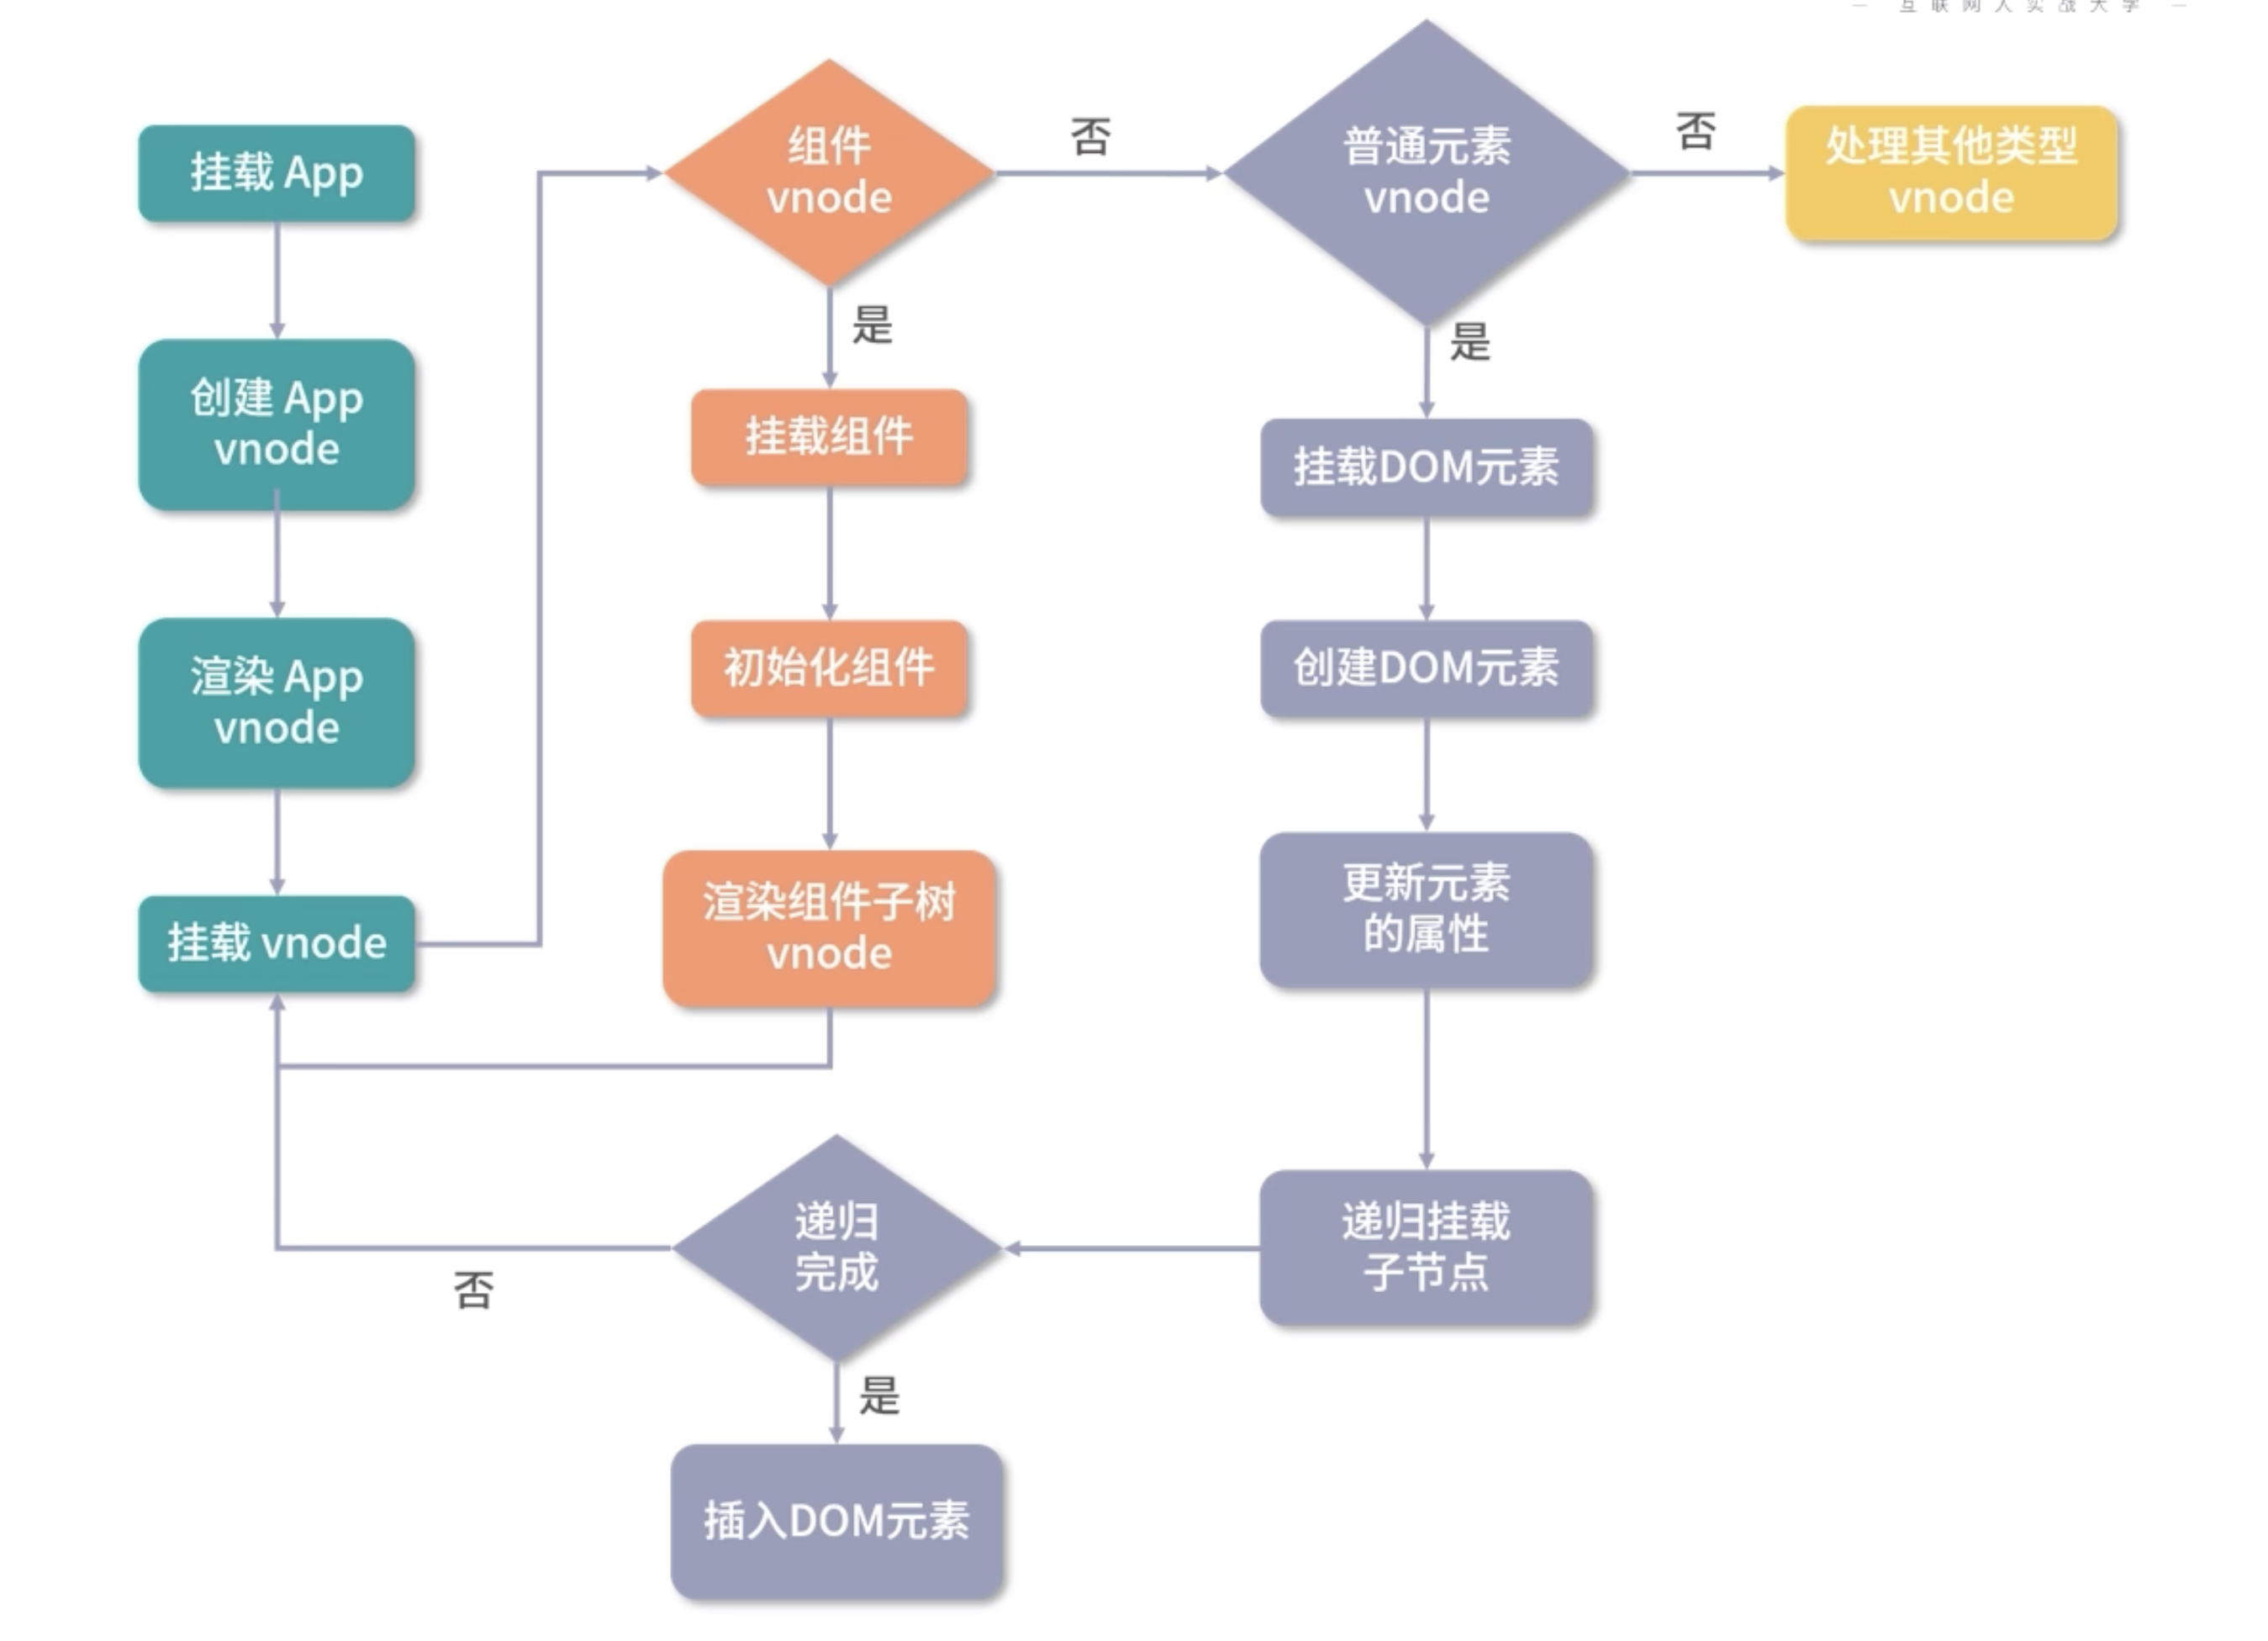 — 互联网人实战大学 —
挂载 App
创建 App
vnode
渲染 App
vnode
挂载 vnode
组件
vnode
是
否
挂载组件
初始化组件
渲染组件子树
vnode
普通元素
vnode
是
否
处理其他类型
vnode
挂载DOM元素
创建DOM元素
更新元素
的属性
递归挂载
子节点
递归
完成
否
是
插入DOM元素